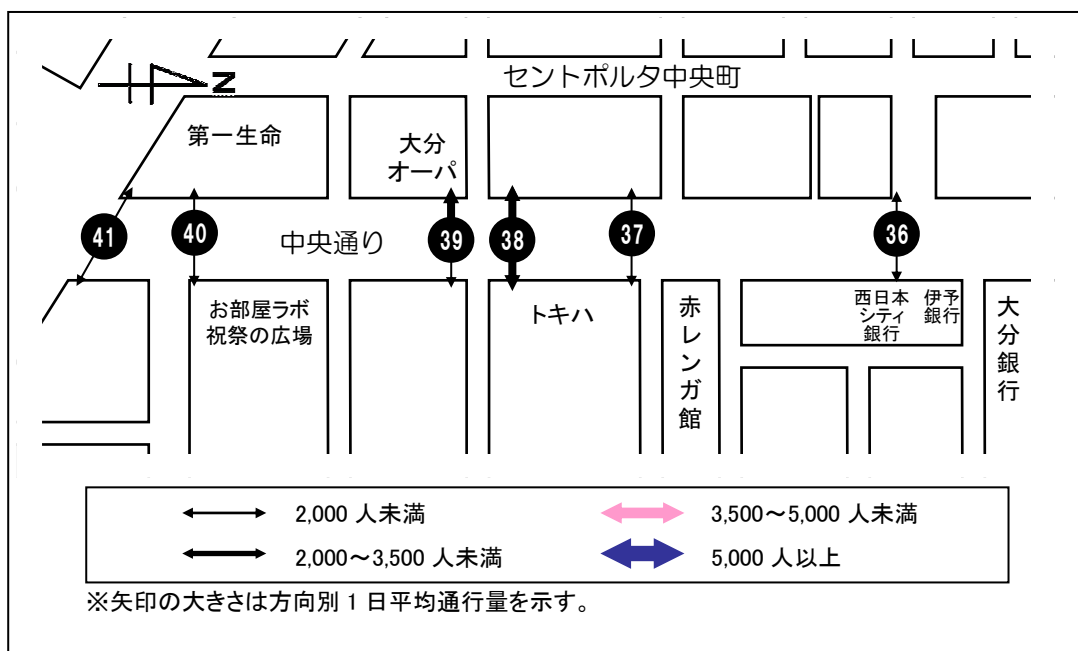 セントポルタ中央町
N
第一生命
大分
オーパ
41
40
中央通り
39
38
37
36
お部屋ラボ
祝祭の広場
トキハ
赤レンガ館
西日本
シティ
銀行
伊予
銀行
大分銀行
2,000 人未満
3,500～5,000 人未満
2,000～3,500 人未満
5,000 人以上
※矢印の大きさは方向別 1 日平均通行量を示す。